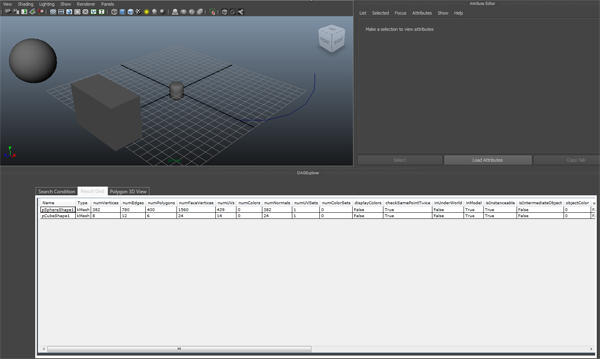 View Shading Lighting Show Renderer Panels
Attribute Editor
List Selected Focus Attributes Show Help
Make a selection to view attributes
Select Load Attributes Copy Tab
DAGExplorer
Search Condition Result Grid Polygon 3D View
Name Type numVertices numEdges numPolygons numFaceVertices numUVs numColors numNormals numUVSets numColorSets displayColors checkSamePointTwice inUnderWorld inModel isInstanceable isIntermediateObject objectColor
pSphereShape1 kMesh 382 780 400 1560 439 0 382 1 0 False True False True True False 0
pCubeShape1 kMesh 8 12 6 24 14 0 24 1 0 False True False True True False 0